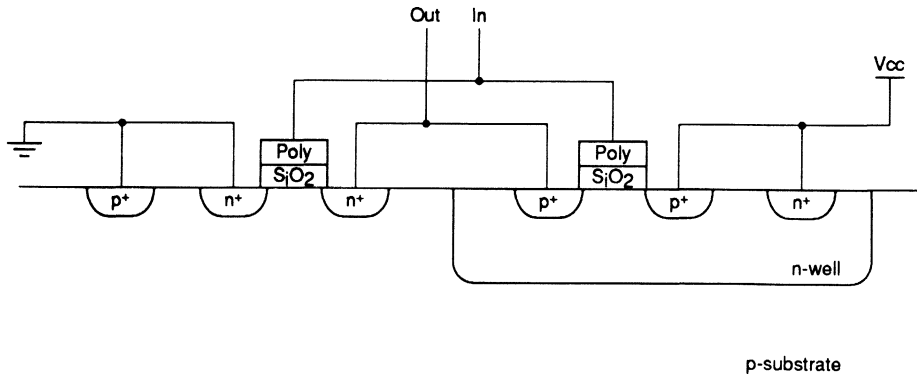 Out In
Vcc
Poly Poly
SiO2 SiO2
p+ n+ n+ p+ p+ n+
n-well
p-substrate